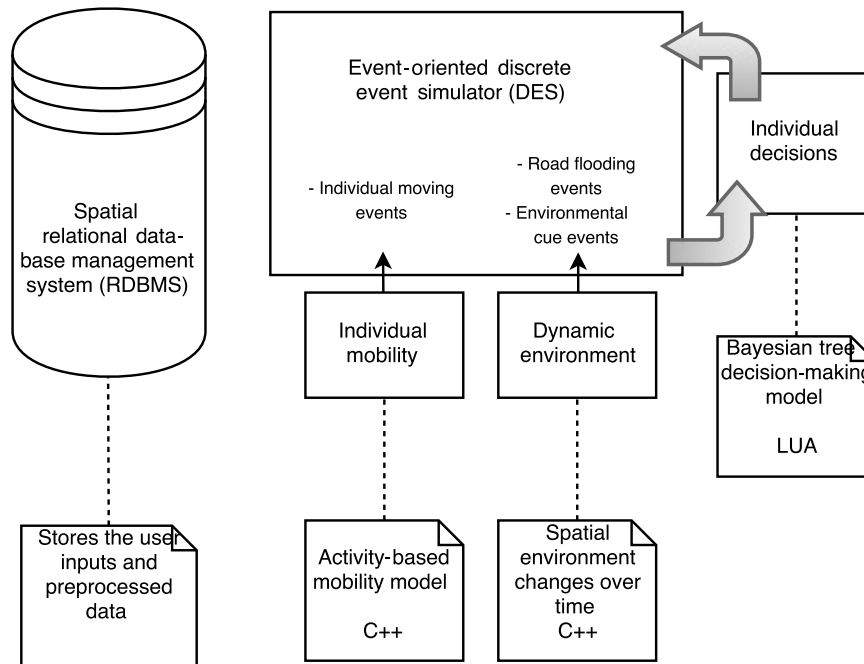 Event-oriented discrete
event simulator (DES)
- Individual moving
events
- Road flooding
events
- Environmental
cue events
Individual
decisions
Spatial
relational data-
base management
system (RDBMS)
Individual
mobility
Dynamic
environment
Bayesian tree
decision-making
model
LUA
Stores the user
inputs and
preprocessed
data
Activity-based
mobility model
C++
Spatial
environment
changes over
time
C++